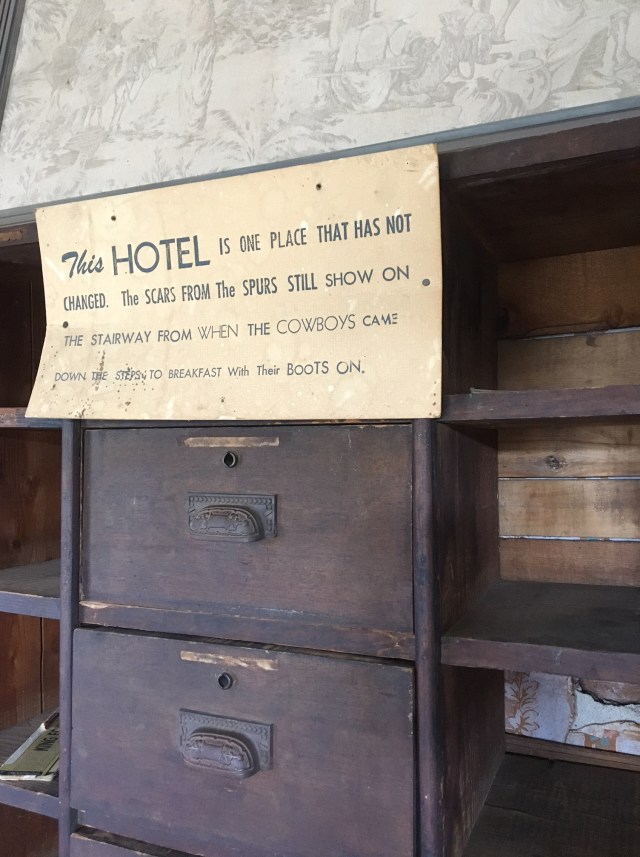 This HOTEL IS ONE PLACE THAT HAS NOT
CHANGED. The SCARS FROM The SPURS STILL SHOW ON
THE STAIRWAY FROM WHEN THE COWBOYS CAME
DOWN THE STEPS TO BREAKFAST With Their BOOTS ON.